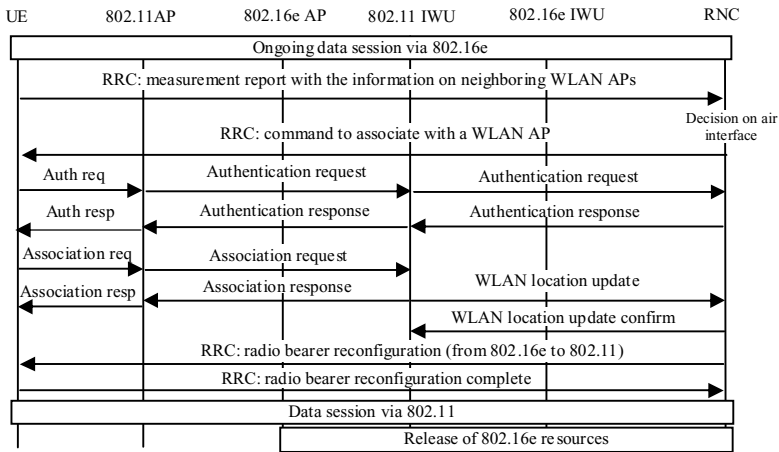 UE 802.11AP 802.16e AP 802.11 IWU 802.16e IWU RNC
Ongoing data session via 802.16e
RRC: measurement report with the information on neighboring WLAN APs
Decision on air
interface
RRC: command to associate with a WLAN AP
Auth req Authentication request Authentication request
Auth resp Authentication response Authentication response
Association req Association request
Association resp Association response WLAN location update
WLAN location update confirm
RRC: radio bearer reconfiguration (from 802.16e to 802.11)
RRC: radio bearer reconfiguration complete
Data session via 802.11
Release of 802.16e resources